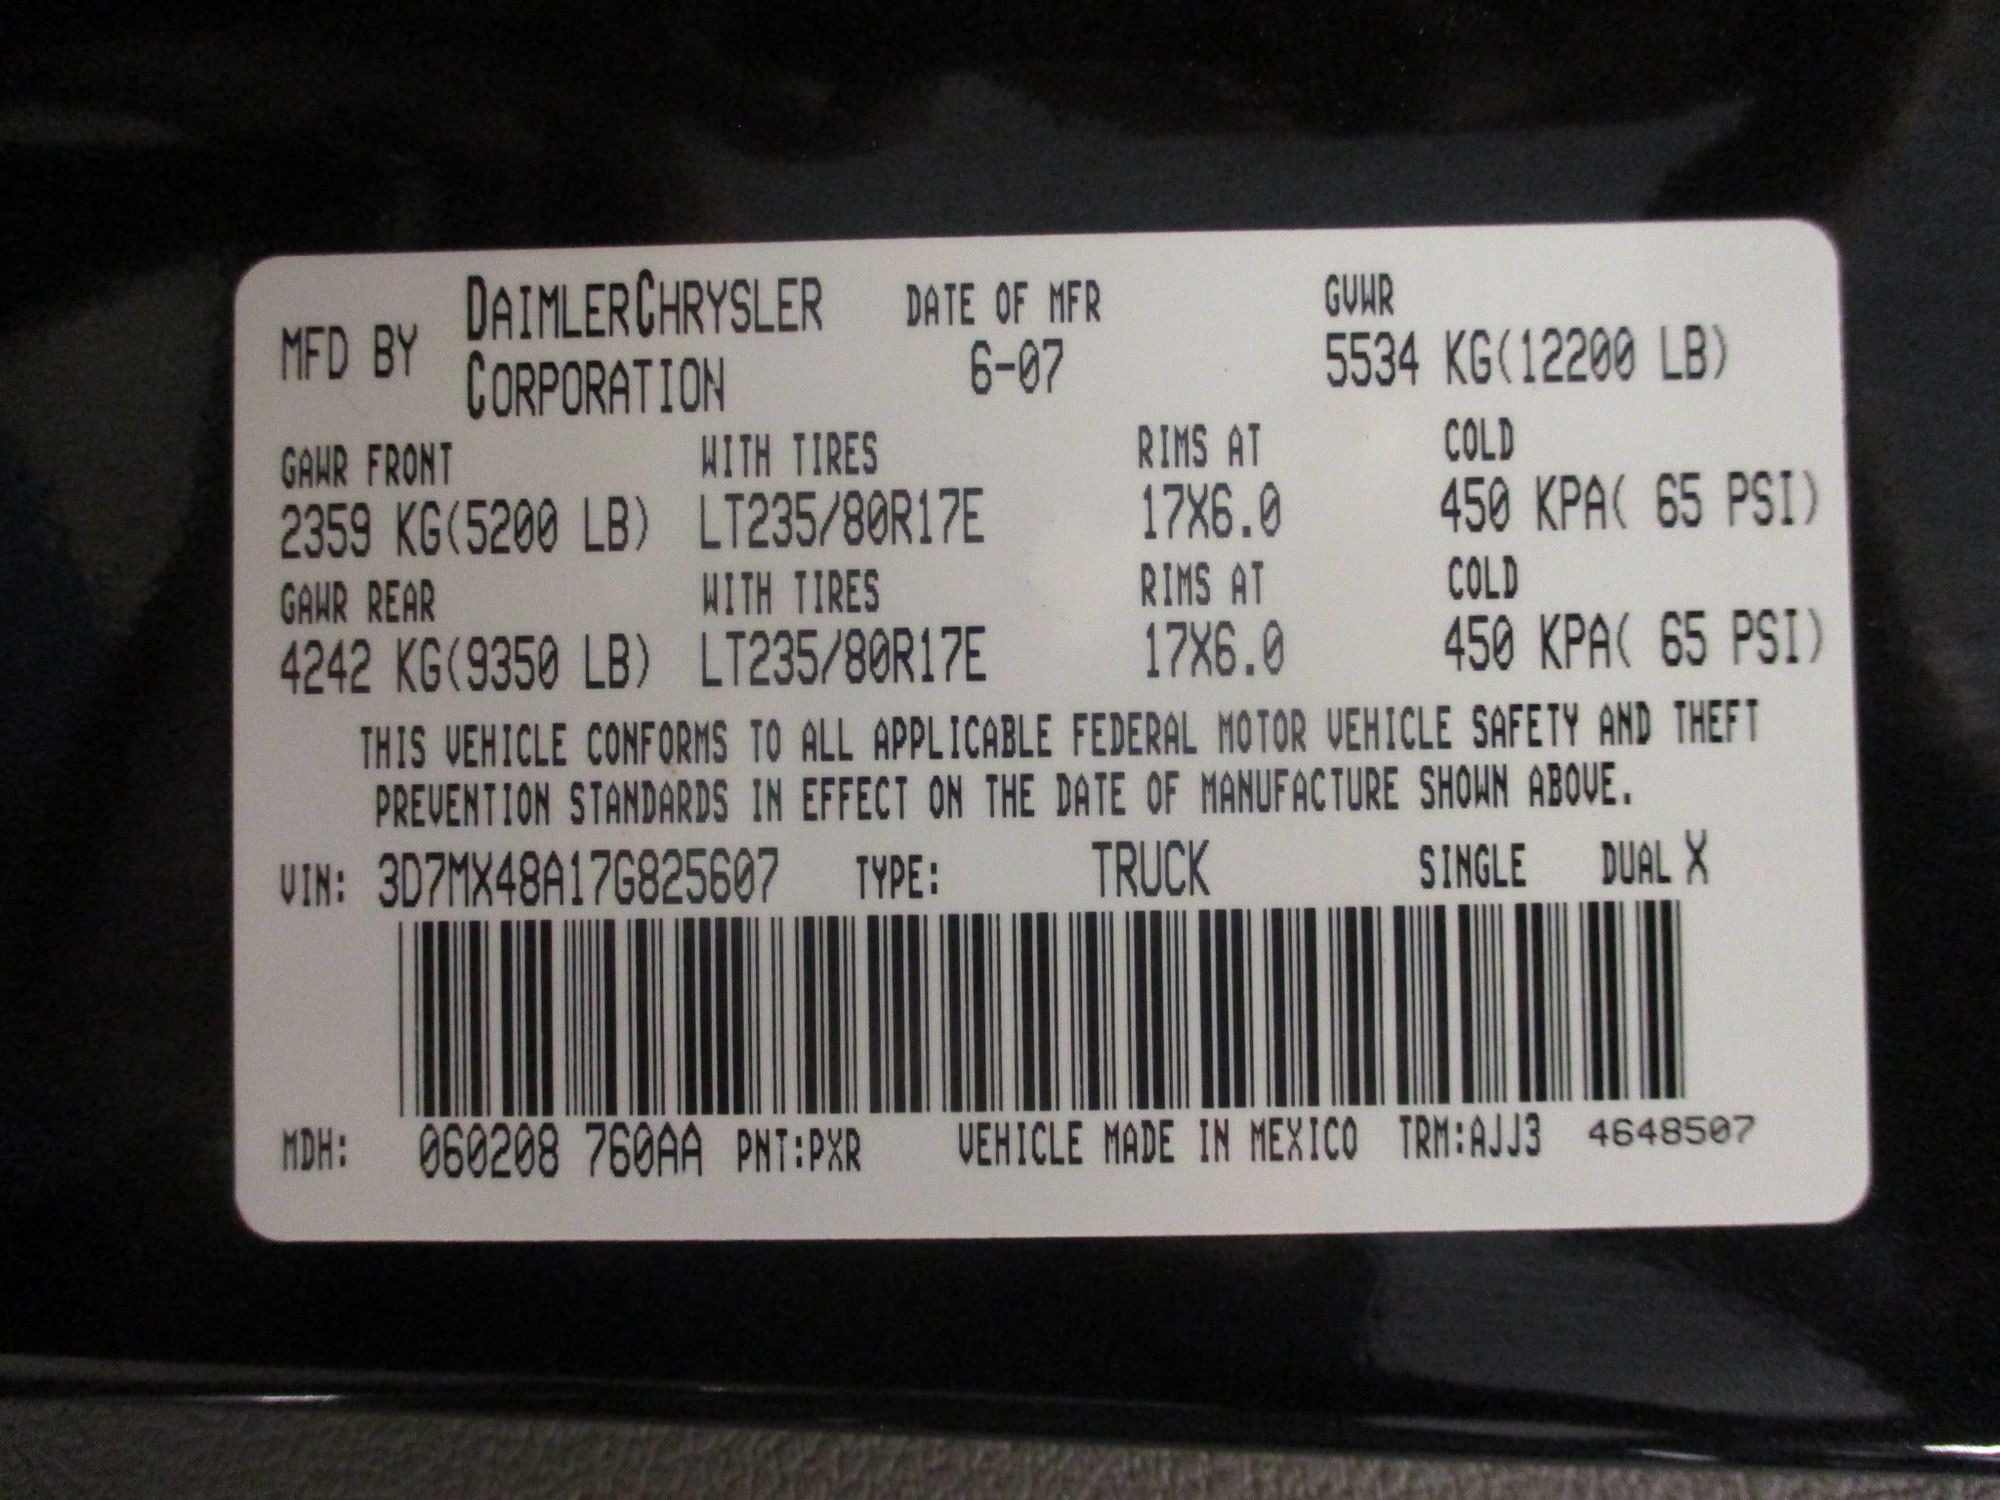 MFD BY DAIMLERCHRYSLER CORPORATION DATE OF MFR 6-07 GVWR 5534 KG(12200 LB)
GAWR FRONT WITH TIRES RIMS AT COLD
2359 KG(5200 LB) LT235/80R17E 17X6.0 450 KPA( 65 PSI)
GAWR REAR WITH TIRES RIMS AT COLD
4242 KG(9350 LB) LT235/80R17E 17X6.0 450 KPA( 65 PSI)
THIS VEHICLE CONFORMS TO ALL APPLICABLE FEDERAL MOTOR VEHICLE SAFETY AND THEFT
PREVENTION STANDARDS IN EFFECT ON THE DATE OF MANUFACTURE SHOWN ABOVE.
VIN: 3D7MX48A17G825607 TYPE: TRUCK SINGLE DUAL X
MDH: 060208 760AA PNT:PXR VEHICLE MADE IN MEXICO TRM:AJJ3 4648507